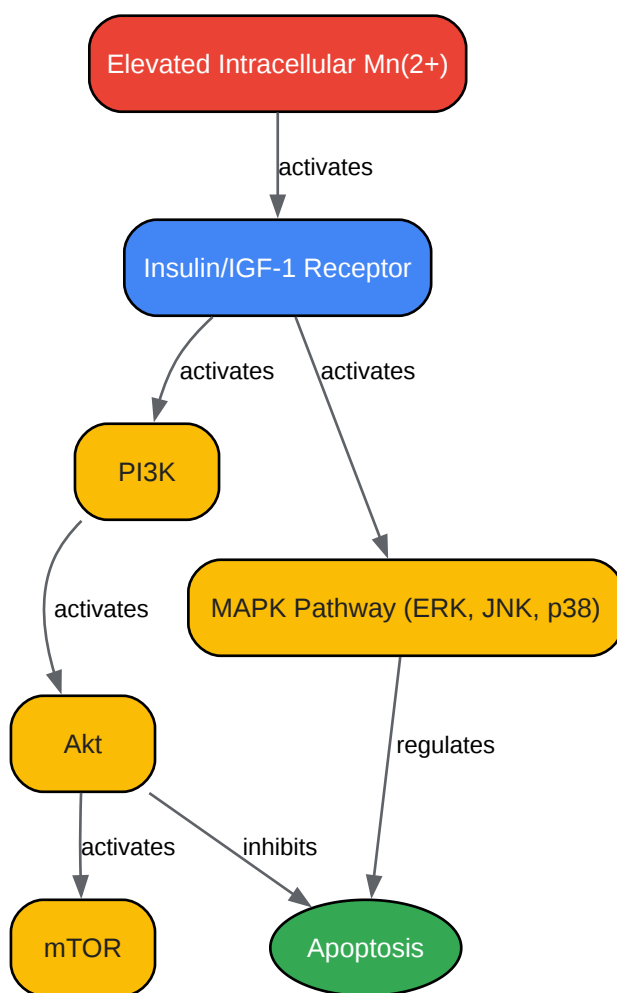 Elevated Intracellular Mn(2+)
activates
Insulin/IGF-1 Receptor
activates
activates
PI3K
MAPK Pathway (ERK, JNK, p38)
activates
Akt
regulates
activates
inhibits
mTOR
Apoptosis